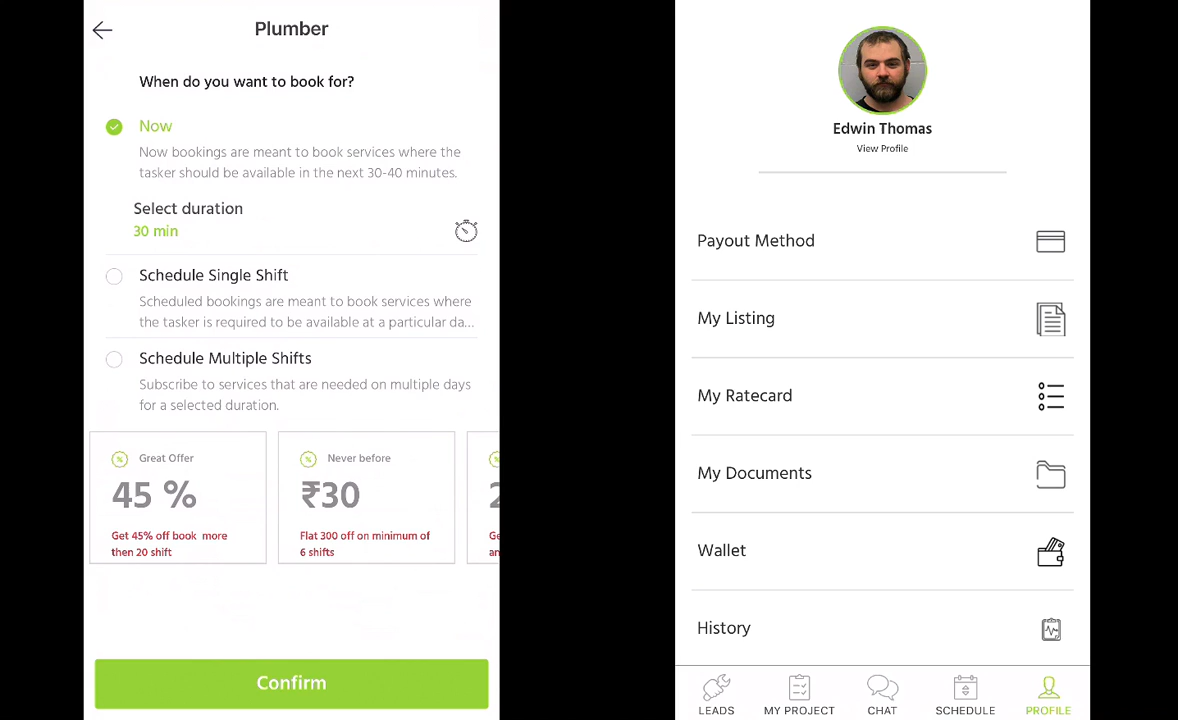 Plumber
When do you want to book for?
Now
Now bookings are meant to book services where the
tasker should be available in the next 30-40 minutes.
Select duration
30 min
Schedule Single Shift
Scheduled bookings are meant to book services where
the tasker is required to be available at a particular da...
Schedule Multiple Shifts
Subscribe to services that are needed on multiple days
for a selected duration.
Great Offer
45 %
Get 45% off book more
then 20 shift
Never before
₹30
Flat 300 off on minimum of
6 shifts
Confirm
Edwin Thomas
View Profile
Payout Method
My Listing
My Ratecard
My Documents
Wallet
History
LEADS
MY PROJECT
CHAT
SCHEDULE
PROFILE